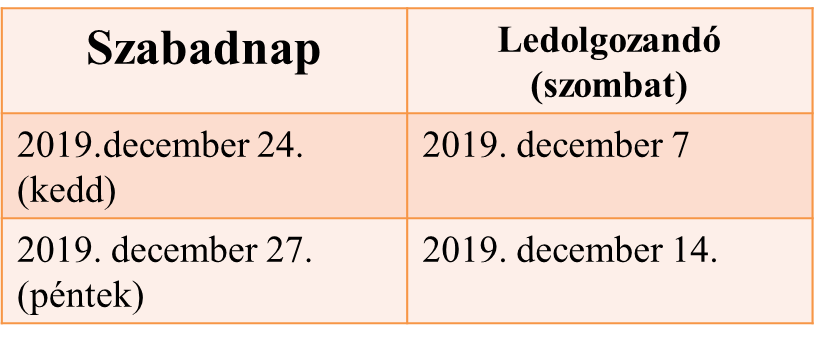 Szabadnap
Ledolgozandó
(szombat)
2019.december 24.
(kedd)
2019. december 7
2019. december 27.
(péntek)
2019. december 14.